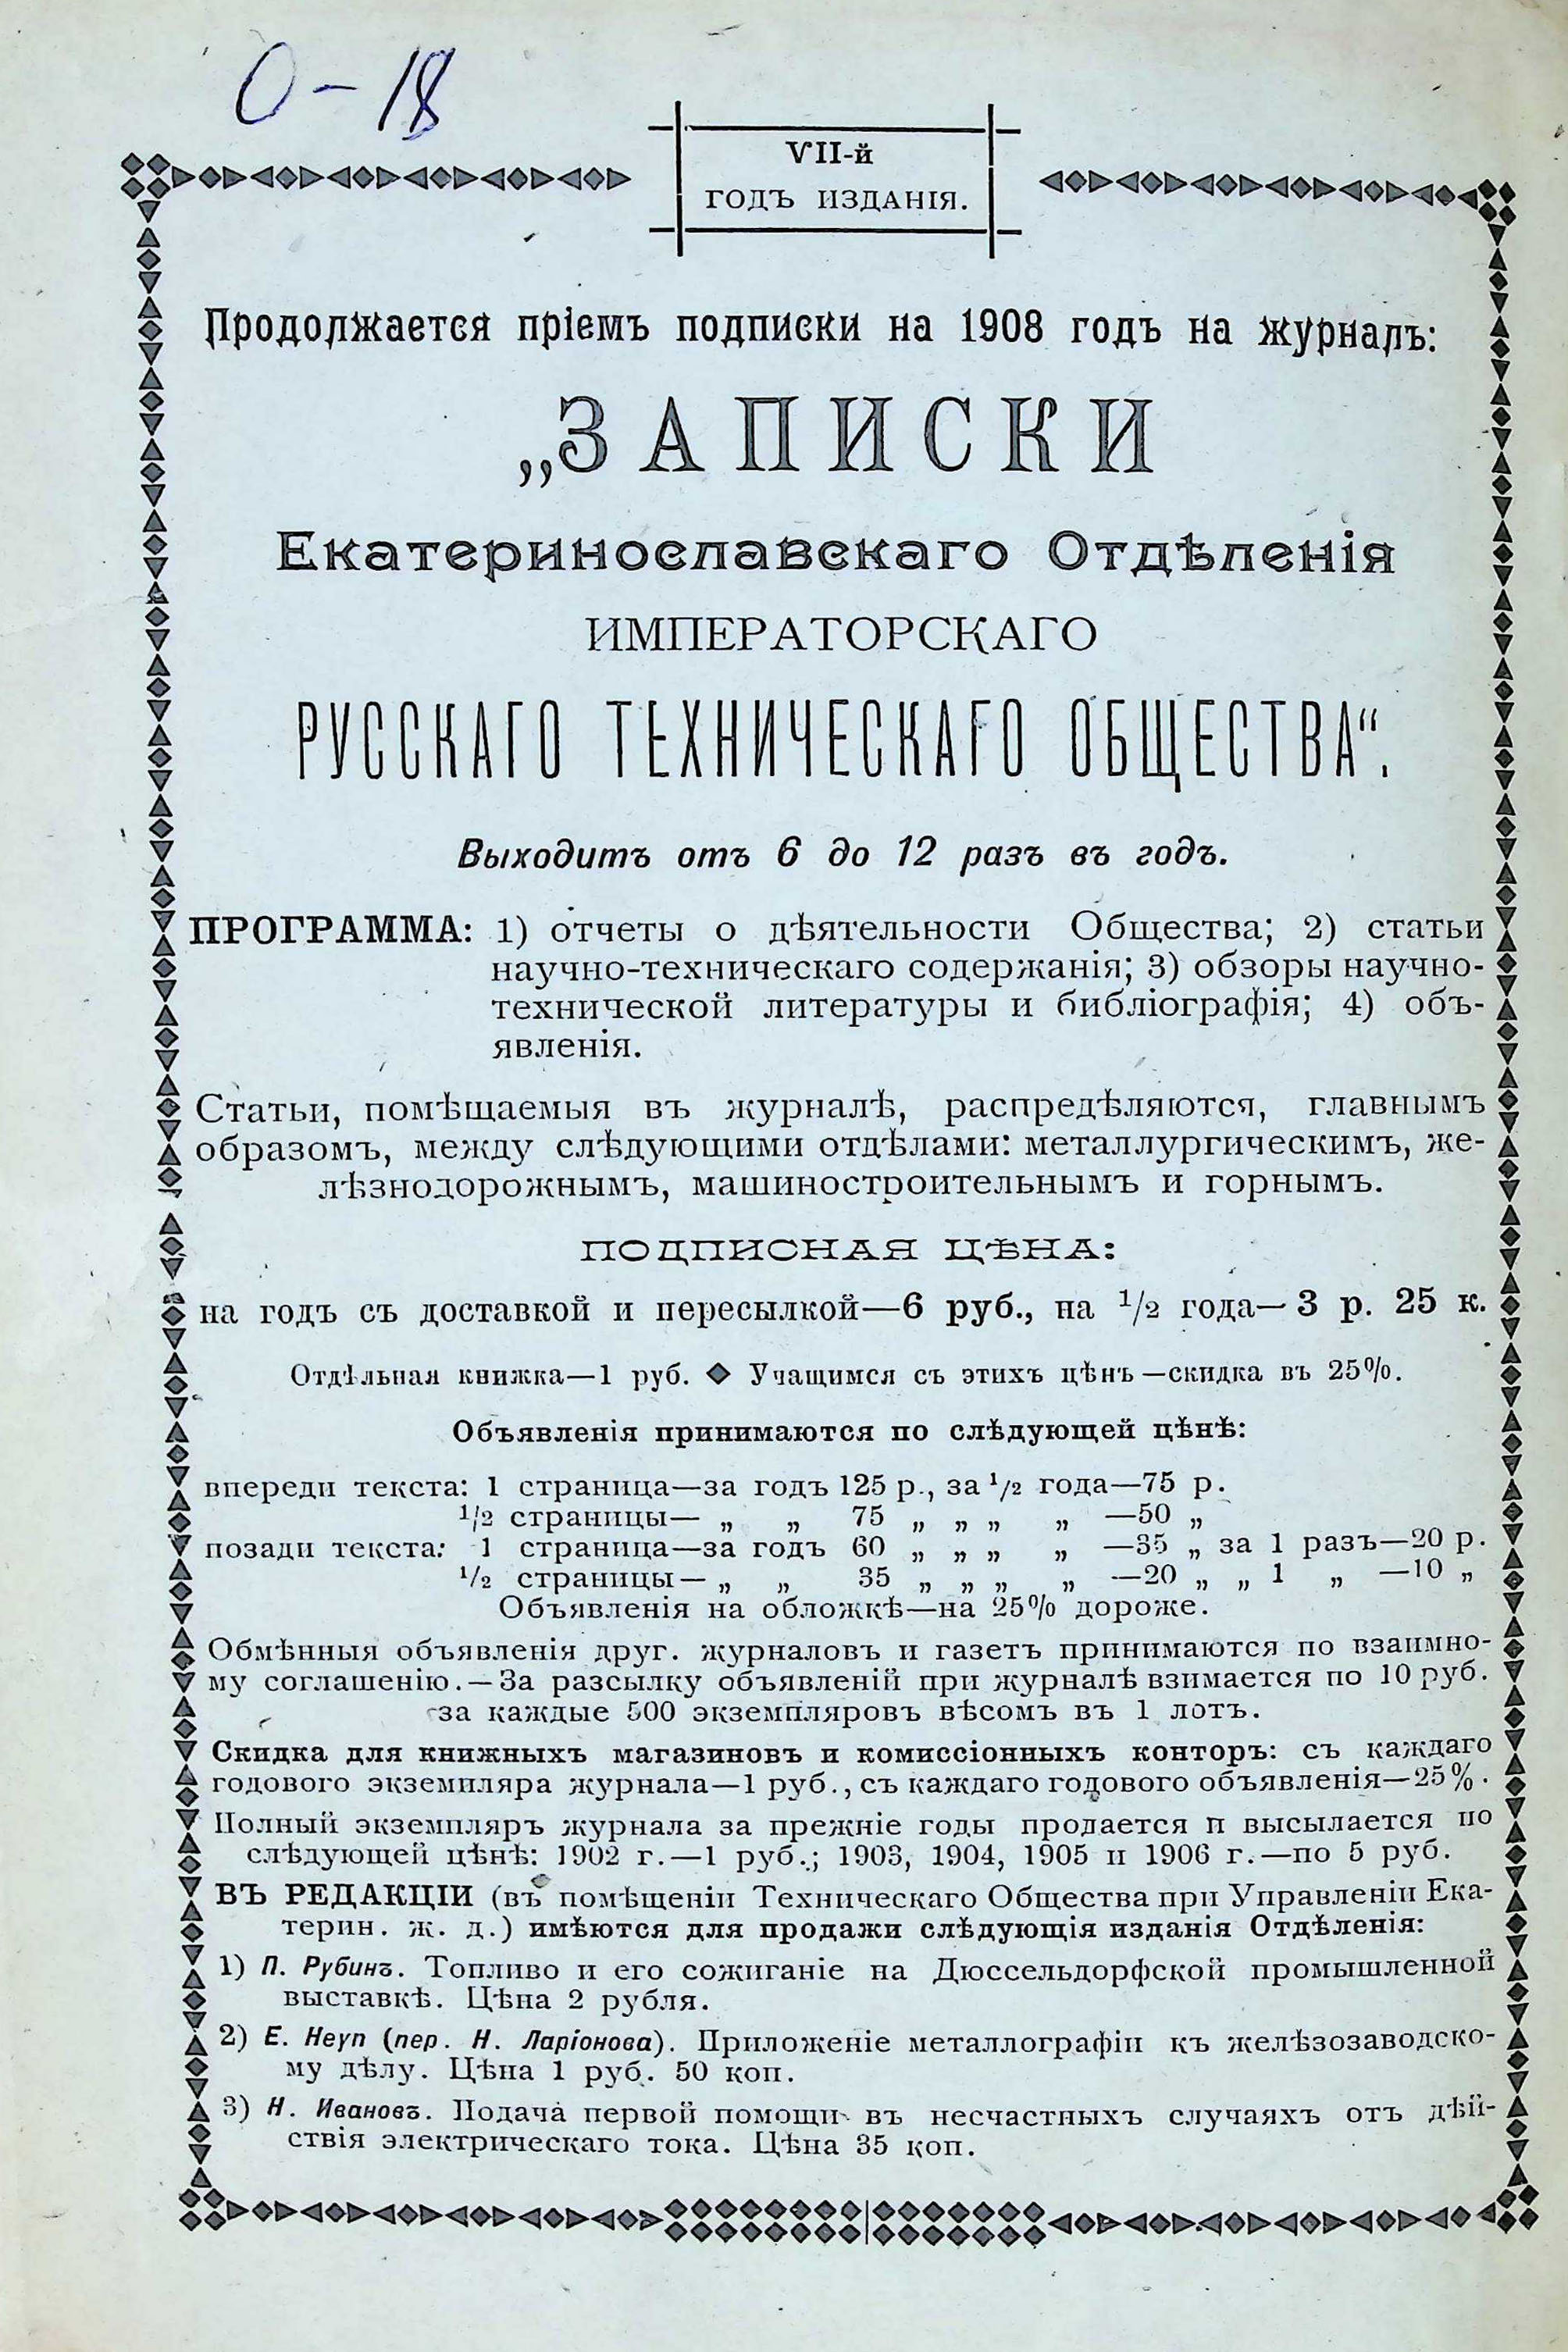 О-18
VII-й
ГОДЪ ИЗДАНІЯ.
Продолжается пріемъ подписки на 1908 годъ на журналъ:
„ЗАПИСКИ
Екатеринославскаго Отдѣленія
ИМПЕРАТОРСКАГО
РУССКАГО ТЕХНИЧЕСКАГО ОБЩЕСТВА“.
Выходитъ отъ 6 до 12 разъ въ годъ.
ПРОГРАММА: 1) отчеты о дѣятельности Общества; 2) статьи
научно-техническаго содержанія; 3) обзоры научно-
технической литературы и библіографія; 4) объ-
явленія.
Статьи, помѣщаемыя въ журналѣ, распредѣляются, главнымъ
образомъ, между слѣдующими отдѣлами: металлургическимъ, же-
лѣзнодорожнымъ, машиностроительнымъ и горнымъ.
ПОДПИСНАЯ ЦѢНА:
на годъ съ доставкой и пересылкой—6 руб., на 1/2 года—3 р. 25 к.
Отдѣльная книжка—1 руб. ◆ Учащимся съ этихъ цѣнъ—скидка въ 25%.
Объявленія принимаются по слѣдующей цѣнѣ:
впереди текста: 1 страница—за годъ 125 р., за 1/2 года—75 р.
1/2 страницы— „ „ 75 „ „ „ „ —50 „
позади текста: 1 страница—за годъ 60 „ „ „ „ —35 „ за 1 разъ—20 р.
1/2 страницы— „ „ 35 „ „ „ „ —20 „ „ 1 „ —10 „
Объявленія на обложкѣ—на 25% дороже.
Обмѣнныя объявленія друг. журналовъ и газетъ принимаются по взаимно-
му соглашенію.—За разсылку объявленій при журналѣ взимается по 10 руб.
за каждые 500 экземпляровъ вѣсомъ въ 1 лотъ.
Скидка для книжныхъ магазиновъ и комиссіонныхъ конторъ: съ каждаго
годового экземпляра журнала—1 руб., съ каждаго годового объявленія—25%.
Полный экземпляръ журнала за прежніе годы продается и высылается по
слѣдующей цѣнѣ: 1902 г.—1 руб.; 1903, 1904, 1905 и 1906 г.—по 5 руб.
ВЪ РЕДАКЦІИ (въ помѣщеніи Техническаго Общества при Управленіи Ека-
терин. ж. д.) имѣются для продажи слѣдующія изданія Отдѣленія:
1) П. Рубинъ. Топливо и его сожиганіе на Дюссельдорфской промышленной
выставкѣ. Цѣна 2 рубля.
2) Е. Неуп (пер. Н. Ларіонова). Приложеніе металлографіи къ желѣзозаводско-
му дѣлу. Цѣна 1 руб. 50 коп.
3) Н. Ивановъ. Подача первой помощи въ несчастныхъ случаяхъ отъ дѣй-
ствія электрическаго тока. Цѣна 35 коп.